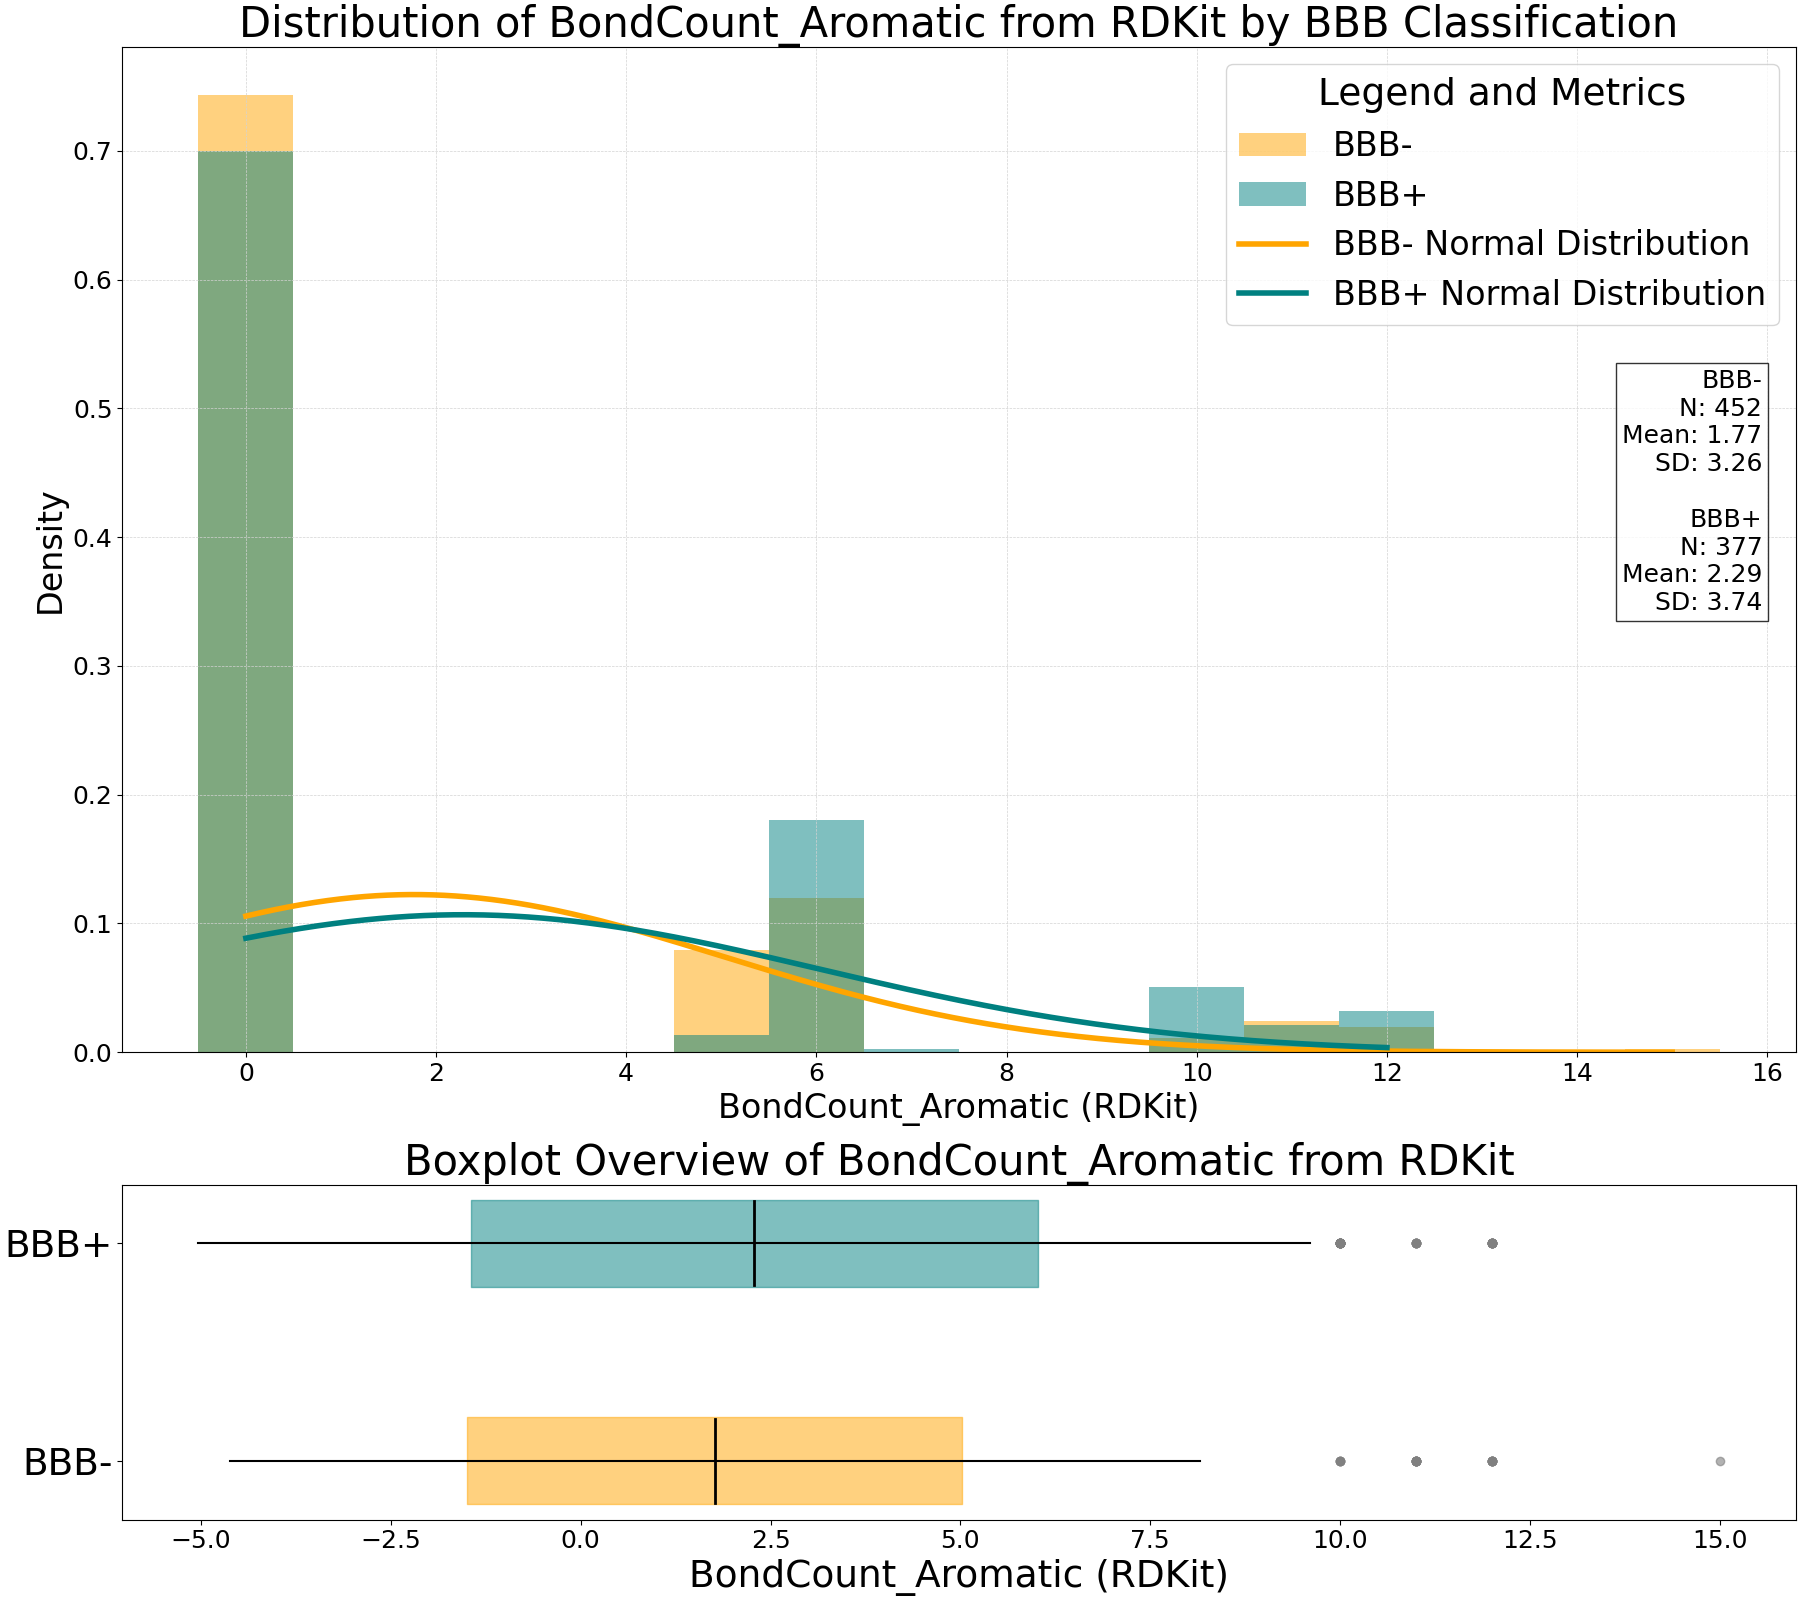 Distribution of BondCount_Aromatic from RDKit by BBB Classification
Legend and Metrics
BBB-
BBB+
BBB- Normal Distribution
BBB+ Normal Distribution
BBB-
N: 452
Mean: 1.77
SD: 3.26
BBB+
N: 377
Mean: 2.29
SD: 3.74
Density
0.7
0.6
0.5
0.4
0.3
0.2
0.1
0.0
0 2 4 6 8 10 12 14 16
BondCount_Aromatic (RDKit)
Boxplot Overview of BondCount_Aromatic from RDKit
BBB+
BBB-
−5.0 −2.5 0.0 2.5 5.0 7.5 10.0 12.5 15.0
BondCount_Aromatic (RDKit)